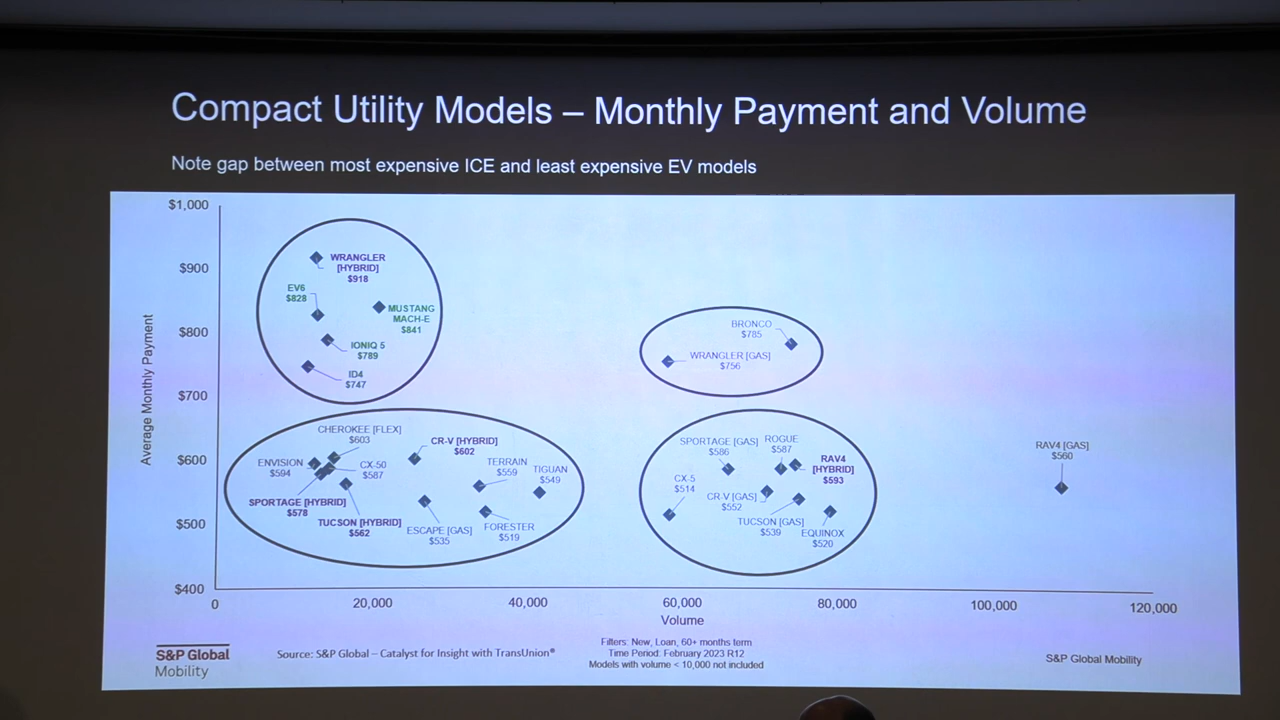 Compact Utility Models – Monthly Payment and Volume
Note gap between most expensive ICE and least expensive EV models
$1,000
$900
$800
$700
$600
$500
$400
Average Monthly Payment
WRANGLER
[HYBRID]
$918
EV6
$828
MUSTANG
MACH-E
$841
IONIQ 5
$789
ID4
$747
BRONCO
$785
WRANGLER [GAS]
$756
CHEROKEE [FLEX]
$603
CR-V [HYBRID]
$602
ENVISION
$594
CX-50
$587
TERRAIN
$559
TIGUAN
$549
SPORTAGE [HYBRID]
$578
TUCSON [HYBRID]
$562
ESCAPE [GAS]
$535
FORESTER
$519
SPORTAGE [GAS]
$586
ROGUE
$587
RAV4
[HYBRID]
$593
CX-5
$514
CR-V [GAS]
$552
TUCSON [GAS]
$539
EQUINOX
$520
RAV4 [GAS]
$560
0
20,000
40,000
60,000
80,000
100,000
120,000
Volume
S&P Global
Mobility
Source: S&P Global – Catalyst for Insight with TransUnion®
Filters: New, Loan, 60+ months term
Time Period: February 2023 R12
Models with volume < 10,000 not included
S&P Global Mobility